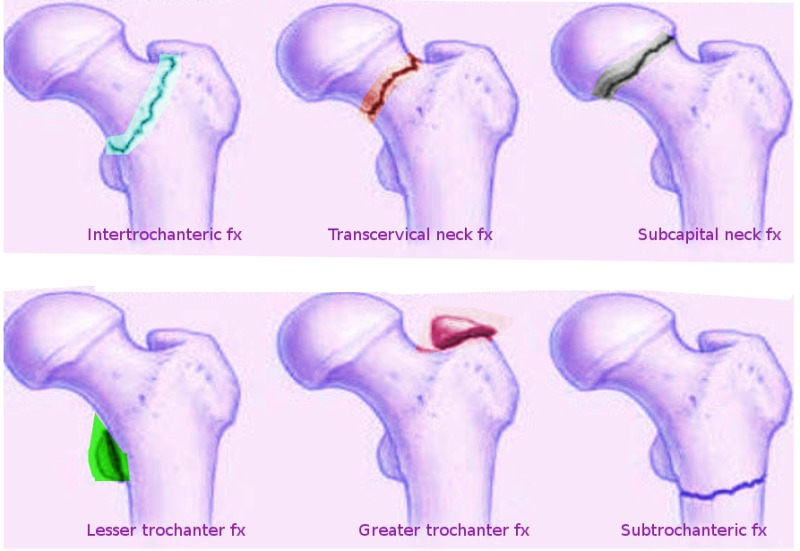 Intertrochanteric fx
Transcervical neck fx
Subcapital neck fx
Lesser trochanter fx
Greater trochanter fx
Subtrochanteric fx